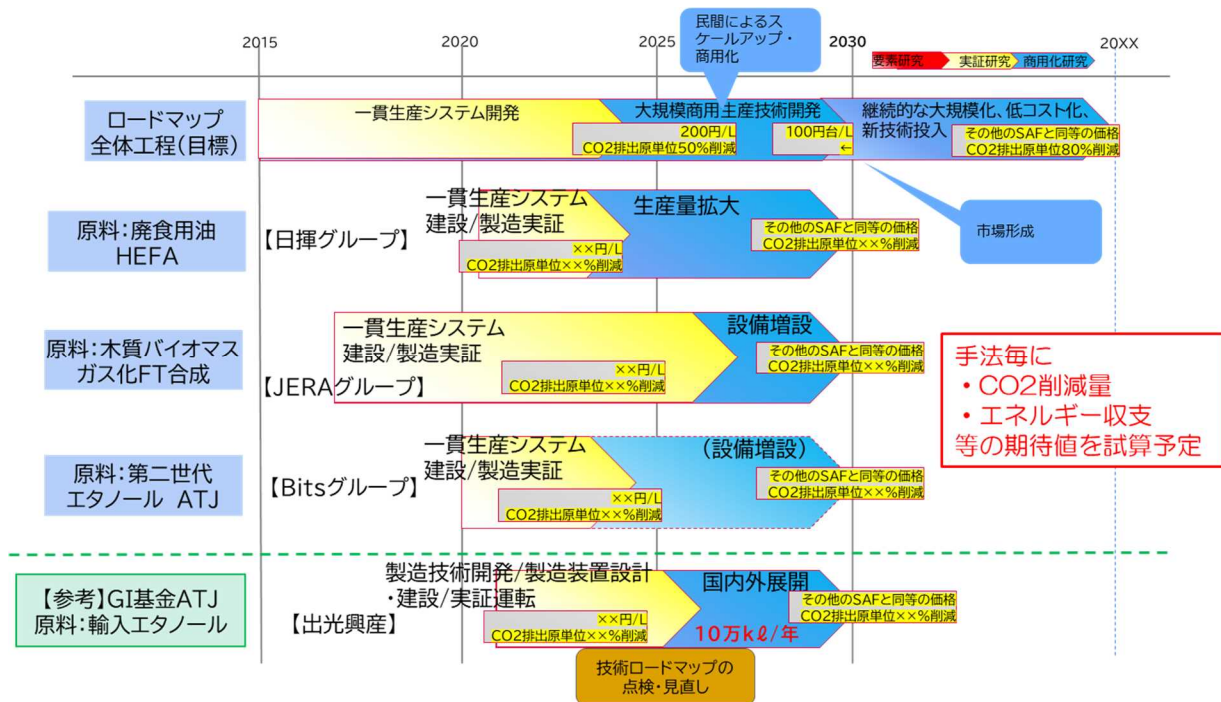 民間によるス
ケールアップ・
商用化
2015
2020
2025
2030
20XX
要素研究
実証研究
商用化研究
ロードマップ
全体工程(目標)
一貫生産システム開発
大規模商用生産技術開発
継続的な大規模化、低コスト化、
新技術投入
200円/L
CO2排出原単位50%削減
100円台/L
←
その他のSAFと同等の価格
CO2排出原単位80%削減
市場形成
原料:廃食用油
HEFA
【日揮グループ】
一貫生産システム
建設/製造実証
××円/L
CO2排出原単位××%削減
生産量拡大
その他のSAFと同等の価格
CO2排出原単位××%削減
原料:木質バイオマス
ガス化FT合成
【JERAグループ】
一貫生産システム
建設/製造実証
××円/L
CO2排出原単位××%削減
設備増設
その他のSAFと同等の価格
CO2排出原単位××%削減
手法毎に
・CO2削減量
・エネルギー収支
等の期待値を試算予定
原料:第二世代
エタノール ATJ
【Bitsグループ】
一貫生産システム
建設/製造実証
××円/L
CO2排出原単位××%削減
(設備増設)
その他のSAFと同等の価格
CO2排出原単位××%削減
【参考】GI基金ATJ
原料:輸入エタノール
【出光興産】
製造技術開発/製造装置設計
・建設/実証運転
××円/L
CO2排出原単位××%削減
国内外展開
10万kℓ/年
その他のSAFと同等の価格
CO2排出原単位××%削減
技術ロードマップの
点検・見直し